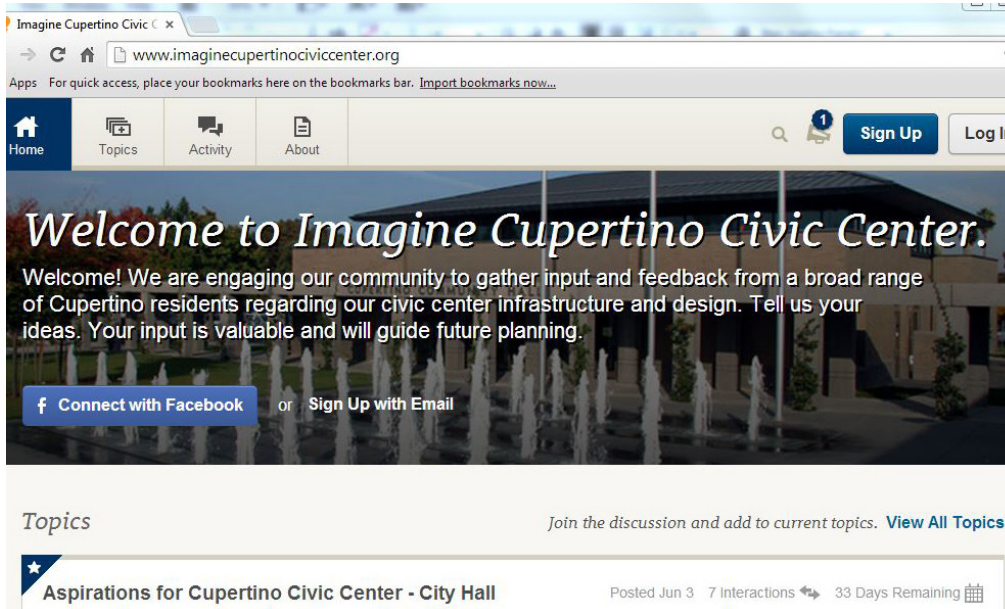 Imagine Cupertino Civic C
www.imaginecupertinociviccenter.org
Apps For quick access, place your bookmarks here on the bookmarks bar. Import bookmarks now...
1
Home Topics Activity About Sign Up Log I
Welcome to Imagine Cupertino Civic Center.
Welcome! We are engaging our community to gather input and feedback from a broad range
of Cupertino residents regarding our civic center infrastructure and design. Tell us your
ideas. Your input is valuable and will guide future planning.
f Connect with Facebook or Sign Up with Email
Topics Join the discussion and add to current topics. View All Topics
Aspirations for Cupertino Civic Center - City Hall Posted Jun 3 7 Interactions 33 Days Remaining